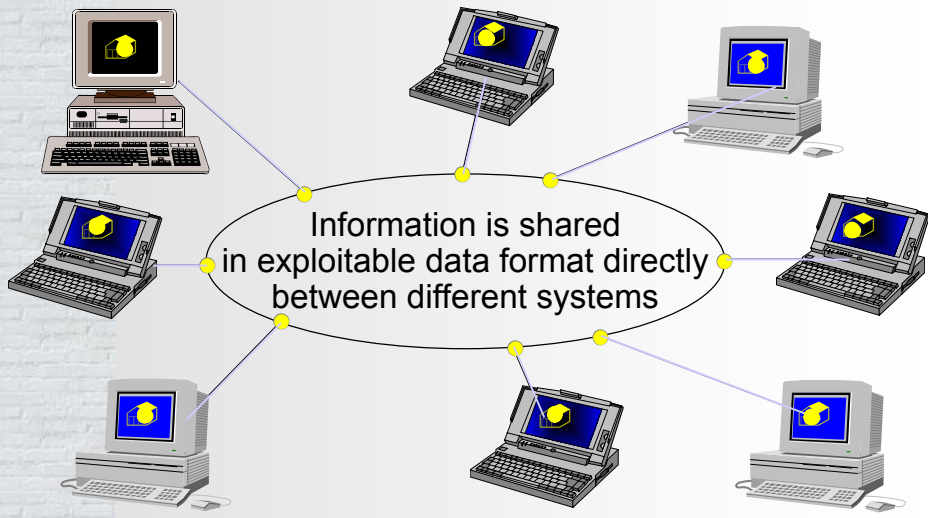 Information is shared
in exploitable data format directly
between different systems